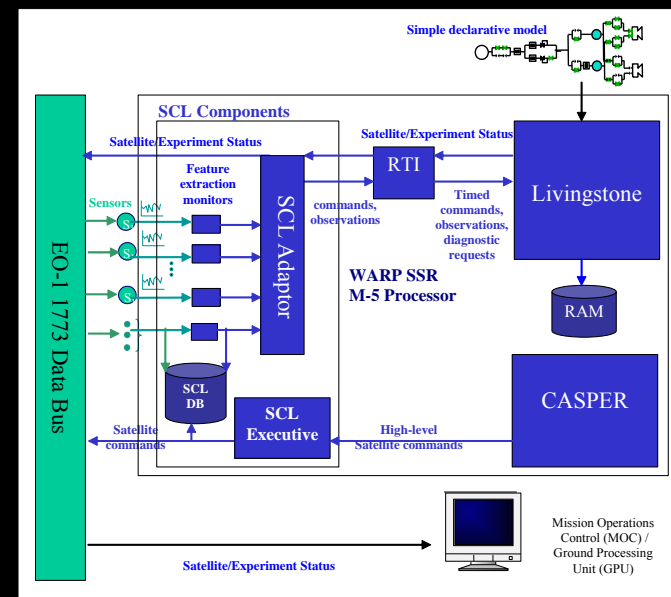 Simple declarative model
SCL Components
Satellite/Experiment Status
Satellite/Experiment Status
Feature
extraction
monitors
Sensors
S
S
S
SCL Adaptor
RTI
commands,
observations
Timed
commands,
observations,
diagnostic
requests
Livingstone
WARP SSR
M-5 Processor
RAM
EO-1 1773 Data Bus
SCL
DB
SCL
Executive
CASPER
Satellite
commands
High-level
Satellite commands
Satellite/Experiment Status
Mission Operations
Control (MOC) /
Ground Processing
Unit (GPU)